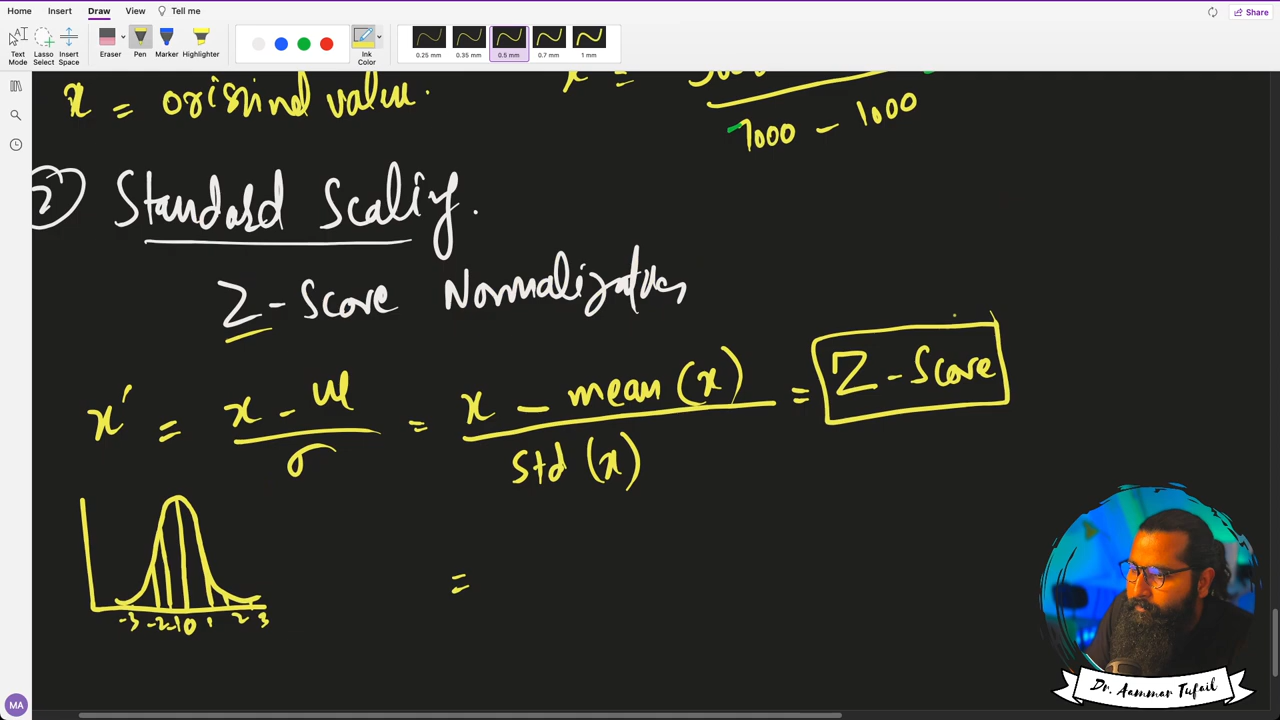 Home Insert Draw View Tell me
Share
Text Mode Lasso Select Insert Space Eraser Pen Marker Highlighter Ink Color 0.25 mm 0.35 mm 0.5 mm 0.7 mm 1 mm
x = original value.
7000 - 1000
② Standard Scaling.
Z-Score Normalization
x' = x - μ / σ = x - mean (x) / std (x) = Z-Score
=
-3 -2 -1 0 1 2 3
Dr. Aammar Tufail
MA